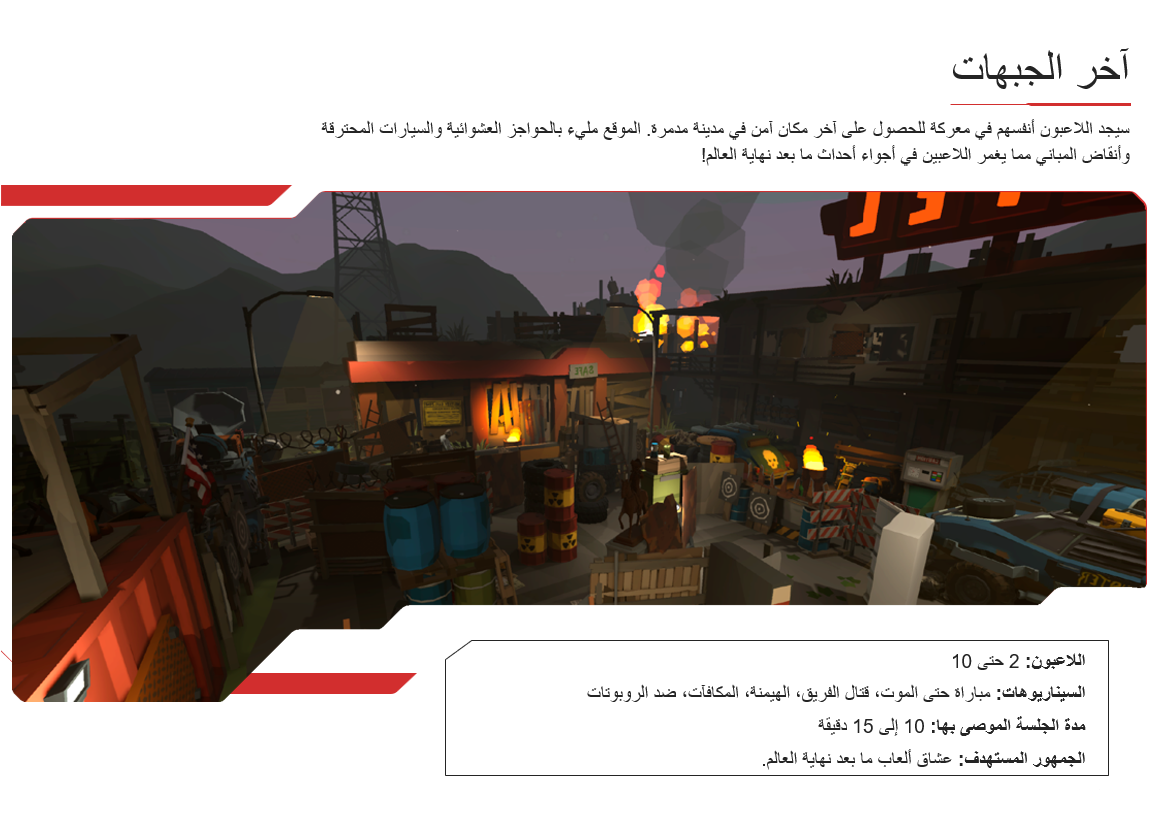 آخر الجبهات
سيجد اللاعبون أنفسهم في معركة للحصول على آخر مكان آمن في مدينة مدمرة. الموقع مليء بالحواجز العشوائية والسيارات المحترقة
وأنقاض المباني مما يغمر اللاعبين في أجواء أحداث ما بعد نهاية العالم!
SAFE
اللاعبون: 2 حتى 10
السيناريوهات: مباراة حتى الموت، قتال الفريق، الهيمنة، المكافآت، ضد الروبوتات
مدة الجلسة الموصى بها: 10 إلى 15 دقيقة
الجمهور المستهدف: عشاق ألعاب ما بعد نهاية العالم.